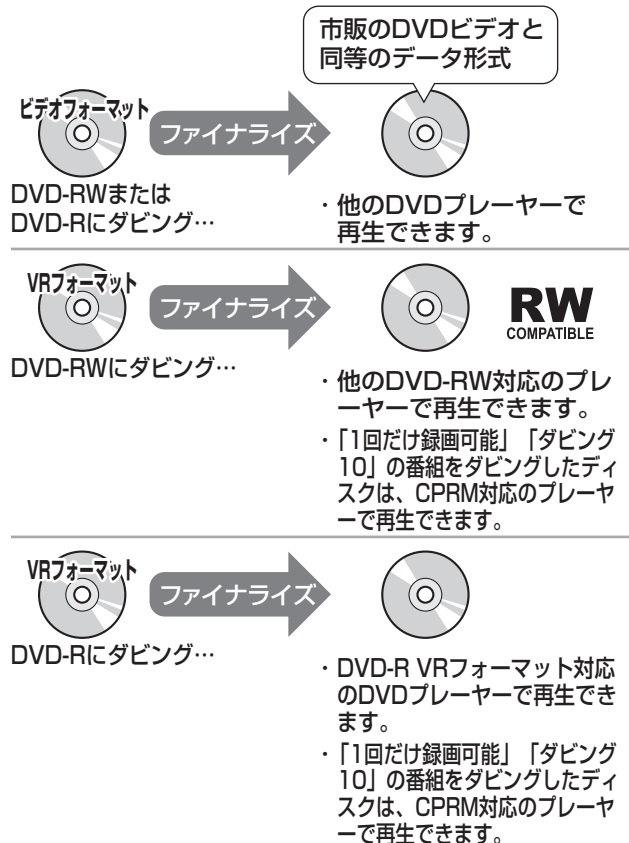 市販のDVDビデオと
同等のデータ形式
ビデオフォーマット
ファイナライズ
DVD-RWまたは
DVD-Rにダビング…
・他のDVDプレーヤーで
再生できます。
VRフォーマット
ファイナライズ
RW
COMPATIBLE
DVD-RWにダビング…
・他のDVD-RW対応のプレ
ーヤーで再生できます。
・「1回だけ録画可能」「ダビング
10」の番組をダビングしたディ
スクは、CPRM対応のプレーヤ
ーで再生できます。
VRフォーマット
ファイナライズ
DVD-Rにダビング…
・DVD-R VRフォーマット対応
のDVDプレーヤーで再生でき
ます。
・「1回だけ録画可能」「ダビング
10」の番組をダビングしたディ
スクは、CPRM対応のプレーヤ
ーで再生できます。